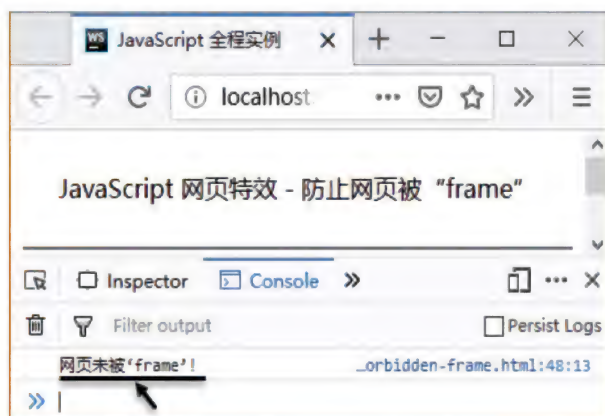 WS JavaScript 全程实例
localhost
JavaScript 网页特效 - 防止网页被“frame”
Inspector Console
Filter output Persist Logs
网页未被‘frame’! …orbidden-frame.html:48:13